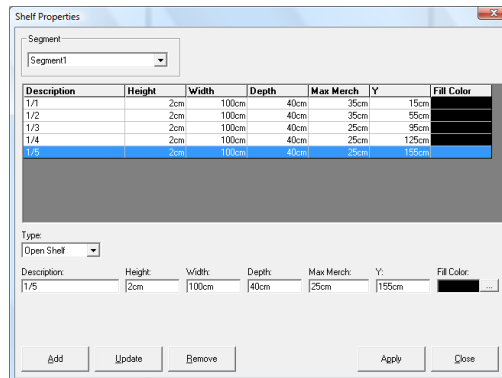 Shelf Properties
Segment
Segment1
Description Height Width Depth Max Merch Y Fill Color
1/1 2cm 100cm 40cm 35cm 15cm
1/2 2cm 100cm 40cm 35cm 55cm
1/3 2cm 100cm 40cm 25cm 95cm
1/4 2cm 100cm 40cm 25cm 125cm
1/5 2cm 100cm 40cm 25cm 155cm
Type:
Open Shelf
Description: Height: Width: Depth: Max Merch: Y: Fill Color:
1/5 2cm 100cm 40cm 25cm 155cm ...
Add Update Remove Apply Close